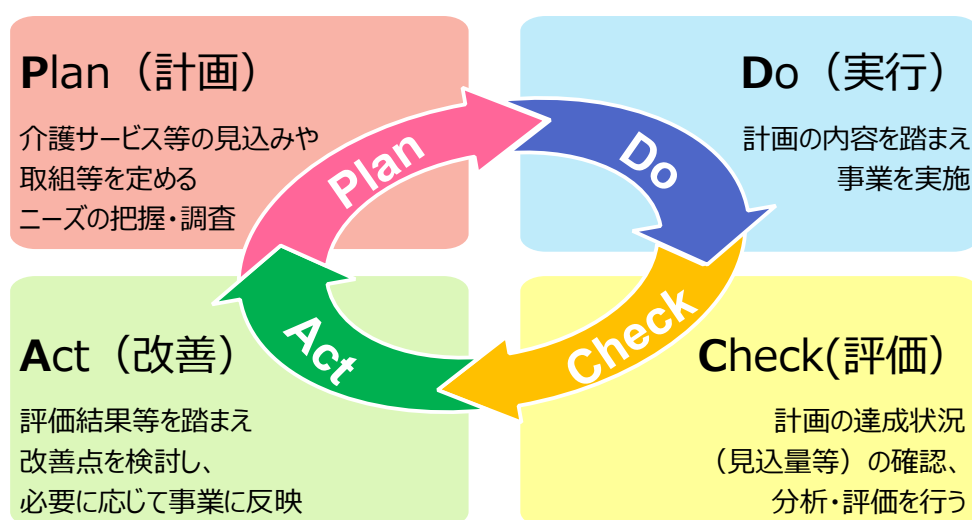 Plan（計画）
介護サービス等の見込みや
取組等を定める
ニーズの把握・調査
Do（実行）
計画の内容を踏まえ
事業を実施
Plan
Do
Act
Check
Act（改善）
評価結果等を踏まえ
改善点を検討し、
必要に応じて事業に反映
Check(評価）
計画の達成状況
（見込量等）の確認、
分析・評価を行う